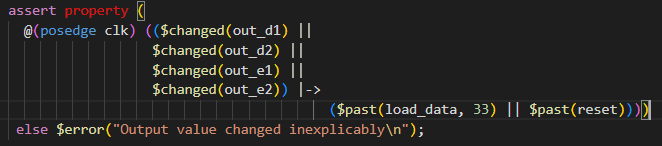 assert property (
@(posedge clk) (($changed(out_d1) ||
$changed(out_d2) ||
$changed(out_e1) ||
$changed(out_e2)) |->
($past(load_data, 33) || $past(reset))))
else $error("Output value changed inexplicably\n");